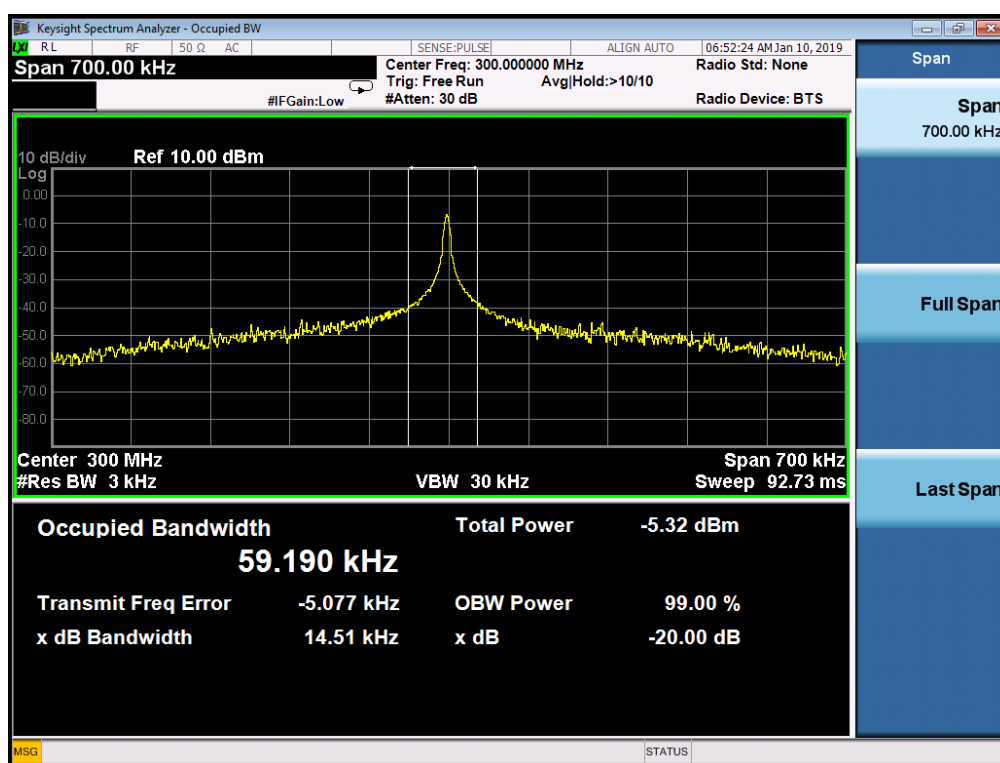 Keysight Spectrum Analyzer - Occupied BW
LXI RL RF 50 Ω AC SENSE:PULSE ALIGN AUTO 06:52:24 AM Jan 10, 2019
Span 700.00 kHz
Center Freq: 300.000000 MHz Radio Std: None
Trig: Free Run Avg|Hold:>10/10
#IFGain:Low #Atten: 30 dB Radio Device: BTS
10 dB/div Ref 10.00 dBm
Log
0.00
-10.0
-20.0
-30.0
-40.0
-50.0
-60.0
-70.0
-80.0
Center 300 MHz Span 700 kHz
#Res BW 3 kHz VBW 30 kHz Sweep 92.73 ms
Occupied Bandwidth Total Power -5.32 dBm
59.190 kHz
Transmit Freq Error -5.077 kHz OBW Power 99.00 %
x dB Bandwidth 14.51 kHz x dB -20.00 dB
MSG STATUS
Span
Span
700.00 kHz
Full Span
Last Span